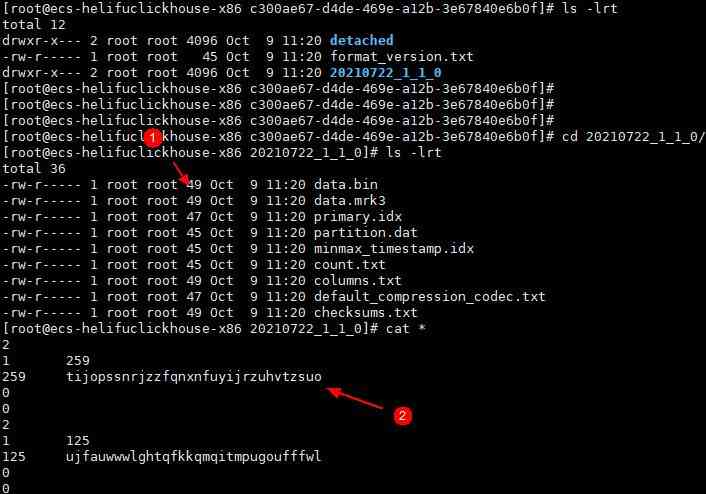 [root@ecs-helifuclickhouse-x86 c300ae67-d4de-469e-a12b-3e67840e6b0f]# ls -lrt
total 12
drwxr-x--- 2 root root 4096 Oct  9 11:20 detached
-rw-r----- 1 root root   45 Oct  9 11:20 format_version.txt
drwxr-x--- 2 root root 4096 Oct  9 11:20 20210722_1_1_0
[root@ecs-helifuclickhouse-x86 c300ae67-d4de-469e-a12b-3e67840e6b0f]#
[root@ecs-helifuclickhouse-x86 c300ae67-d4de-469e-a12b-3e67840e6b0f]#
[root@ecs-helifuclickhouse-x86 c300ae67-d4de-469e-a12b-3e67840e6b0f]#
[root@ecs-helifuclickhouse-x86 c300ae67-d4de-469e-a12b-3e67840e6b0f]# cd 20210722_1_1_0/
1
[root@ecs-helifuclickhouse-x86 20210722_1_1_0]# ls -lrt
total 36
-rw-r----- 1 root root 49 Oct  9 11:20 data.bin
-rw-r----- 1 root root 49 Oct  9 11:20 data.mrk3
-rw-r----- 1 root root 47 Oct  9 11:20 primary.idx
-rw-r----- 1 root root 45 Oct  9 11:20 partition.dat
-rw-r----- 1 root root 45 Oct  9 11:20 minmax_timestamp.idx
-rw-r----- 1 root root 45 Oct  9 11:20 count.txt
-rw-r----- 1 root root 49 Oct  9 11:20 columns.txt
-rw-r----- 1 root root 47 Oct  9 11:20 default_compression_codec.txt
-rw-r----- 1 root root 49 Oct  9 11:20 checksums.txt
[root@ecs-helifuclickhouse-x86 20210722_1_1_0]# cat *
2
1       259
259     tijopssnrjzzfqnxnfuyijrzuhvtzsuo
0
0
2
2
1       125
125     ujfauwwwlghtqfkkqmqitmpugoufffwl
0
0